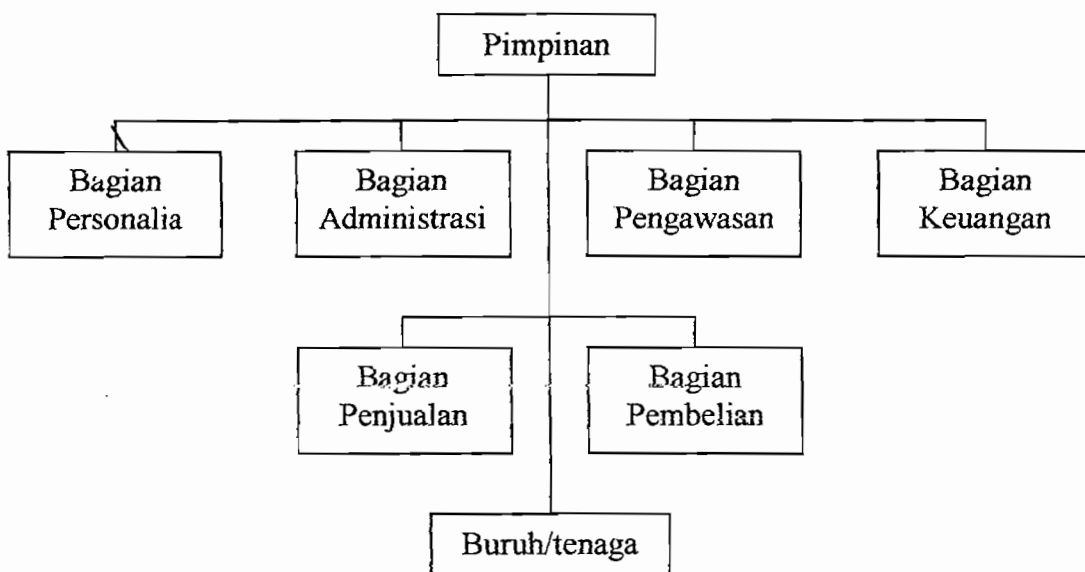 Pimpinan
Bagian
Personalia
Bagian
Administrasi
Bagian
Pengawasan
Bagian
Keuangan
Bagian
Penjualan
Bagian
Pembelian
Buruh/tenaga